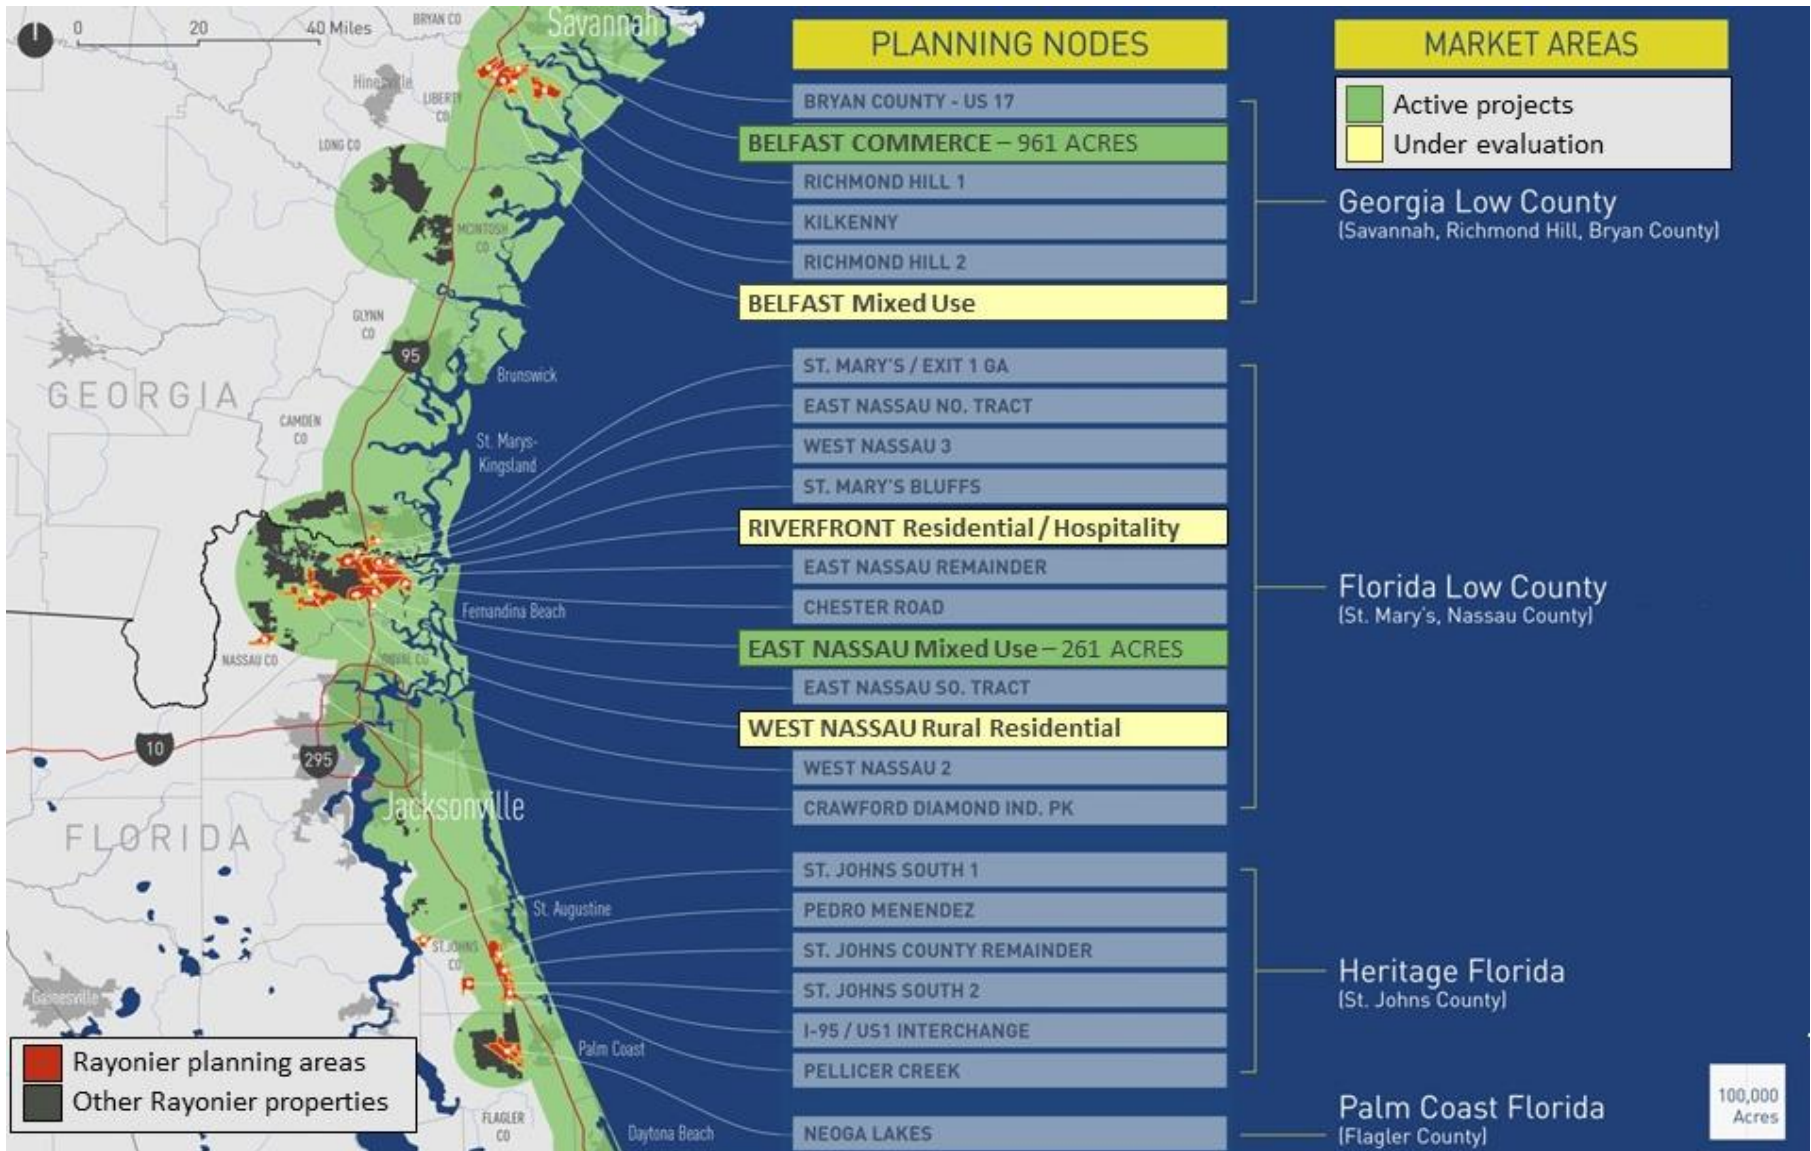 0 20 40 Miles
BRYAN CO
Savannah
Hinesville
LIBERTY
CO
LONG CO
MCINTOSH
CO
GLYNN
CO
95
Brunswick
GEORGIA
CAMDEN
CO
St. Marys-
Kingsland
Fernandina Beach
NASSAU CO
DUVAL CO
10
295
Jacksonville
FLORIDA
St. Augustine
ST.JOHNS
CO
Gainesville
Palm Coast
FLAGLER
CO
Daytona Beach
Rayonier planning areas
Other Rayonier properties
PLANNING NODES
BRYAN COUNTY - US 17
BELFAST COMMERCE – 961 ACRES
RICHMOND HILL 1
KILKENNY
RICHMOND HILL 2
BELFAST Mixed Use
ST. MARY'S / EXIT 1 GA
EAST NASSAU NO. TRACT
WEST NASSAU 3
ST. MARY'S BLUFFS
RIVERFRONT Residential / Hospitality
EAST NASSAU REMAINDER
CHESTER ROAD
EAST NASSAU Mixed Use – 261 ACRES
EAST NASSAU SO. TRACT
WEST NASSAU Rural Residential
WEST NASSAU 2
CRAWFORD DIAMOND IND. PK
ST. JOHNS SOUTH 1
PEDRO MENENDEZ
ST. JOHNS COUNTY REMAINDER
ST. JOHNS SOUTH 2
I-95 / US1 INTERCHANGE
PELLICER CREEK
NEOGA LAKES
MARKET AREAS
Active projects
Under evaluation
Georgia Low County
(Savannah, Richmond Hill, Bryan County)
Florida Low County
(St. Mary's, Nassau County)
Heritage Florida
(St. Johns County)
Palm Coast Florida
(Flagler County)
100,000
Acres